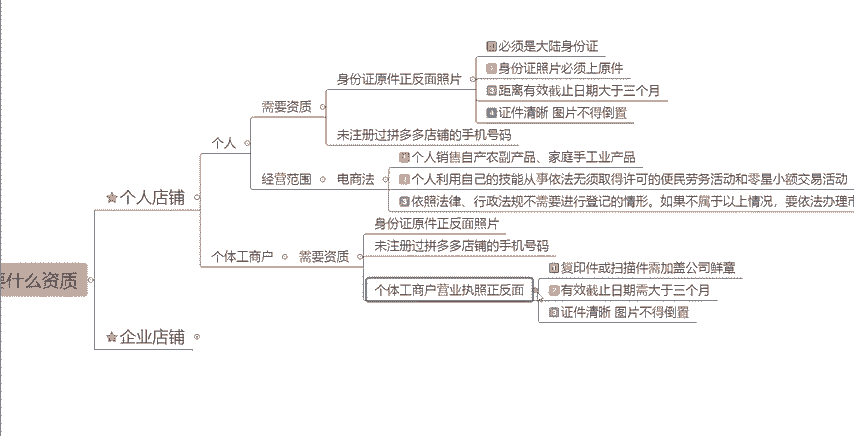 要什么资质
★个人店铺
个人
需要资质
身份证原件正反面照片
1必须是大陆身份证
2身份证照片必须上原件
3距离有效截止日期大于三个月
4证件清晰 图片不得倒置
未注册过拼多多店铺的手机号码
经营范围
电商法
1个人销售自产农副产品、家庭手工业产品
2个人利用自己的技能从事依法无须取得许可的便民劳务活动和零星小额交易活动
3依照法律、行政法规不需要进行登记的情形。如果不属于以上情况，要依法办理市
个体工商户
需要资质
身份证原件正反面照片
未注册过拼多多店铺的手机号码
个体工商户营业执照正反面
1复印件或扫描件需加盖公司鲜章
2有效截止日期需大于三个月
3证件清晰 图片不得倒置
★企业店铺